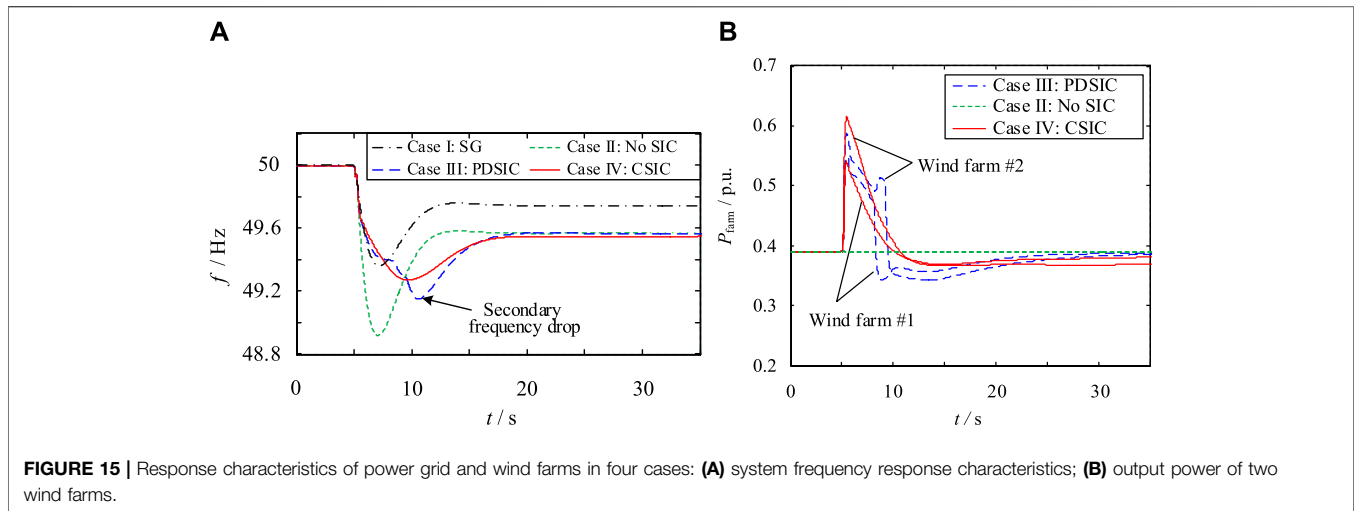 A
50
49.6
49.2
48.8
f / Hz
Case I: SG
Case II: No SIC
Case III: PDSIC
Case IV: CSIC
Secondary
frequency drop
0
10
20
30
t / s
B
0.7
0.6
0.5
0.4
0.3
0.2
P_farm / p.u.
Case III: PDSIC
Case II: No SIC
Case IV: CSIC
Wind farm #2
Wind farm #1
0
10
20
30
t / s
FIGURE 15 | Response characteristics of power grid and wind farms in four cases: (A) system frequency response characteristics; (B) output power of two
wind farms.